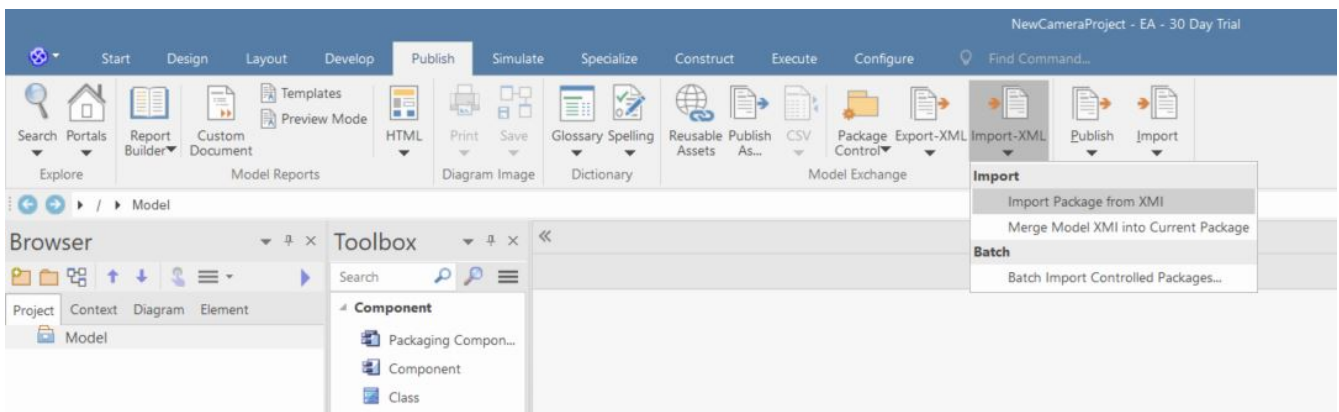 NewCameraProject - EA - 30 Day Trial
Start Design Layout Develop Publish Simulate Specialize Construct Execute Configure Find Command...
Templates
Preview Mode
Search Portals Report Builder Custom Document HTML Print Save Glossary Spelling Reusable Assets Publish As... CSV Package Control Export-XML Import-XML Publish Import
Explore Model Reports Diagram Image Dictionary Model Exchange
Import
Import Package from XMI
Merge Model XMI into Current Package
Batch
Batch Import Controlled Packages...
/ Model
Browser
Project Context Diagram Element
Model
Toolbox
Search
Component
Packaging Compon...
Component
Class